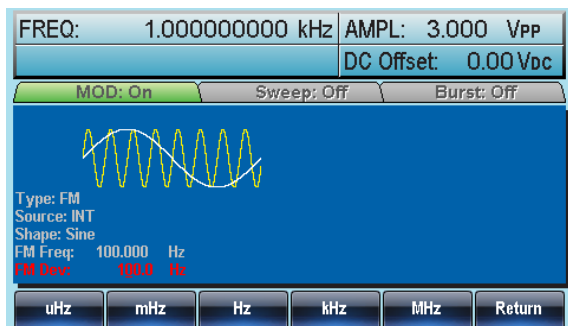 FREQ: 1.000000000 kHz AMPL: 3.000 VPP
DC Offset: 0.00 VDC
MOD: On Sweep: Off Burst: Off
Type: FM
Source: INT
Shape: Sine
FM Freq: 100.000 Hz
FM Dev: 100.0 Hz
uHz mHz Hz kHz MHz Return